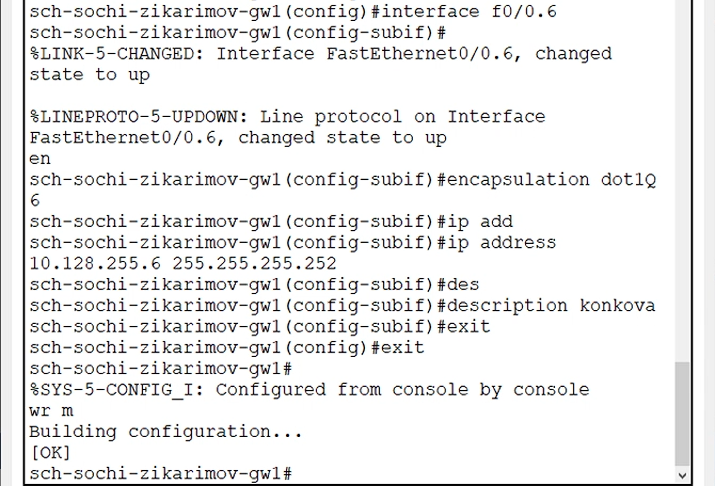 sch-sochi-zikarimov-gw1(config)#interface f0/0.6
sch-sochi-zikarimov-gw1(config-subif)#
%LINK-5-CHANGED: Interface FastEthernet0/0.6, changed
state to up
%LINEPROTO-5-UPDOWN: Line protocol on Interface
FastEthernet0/0.6, changed state to up
en
sch-sochi-zikarimov-gw1(config-subif)#encapsulation dot1Q
6
sch-sochi-zikarimov-gw1(config-subif)#ip add
sch-sochi-zikarimov-gw1(config-subif)#ip address
10.128.255.6 255.255.255.252
sch-sochi-zikarimov-gw1(config-subif)#des
sch-sochi-zikarimov-gw1(config-subif)#description konkova
sch-sochi-zikarimov-gw1(config-subif)#exit
sch-sochi-zikarimov-gw1(config)#exit
sch-sochi-zikarimov-gw1#
%SYS-5-CONFIG_I: Configured from console by console
wr m
Building configuration...
[OK]
sch-sochi-zikarimov-gw1#